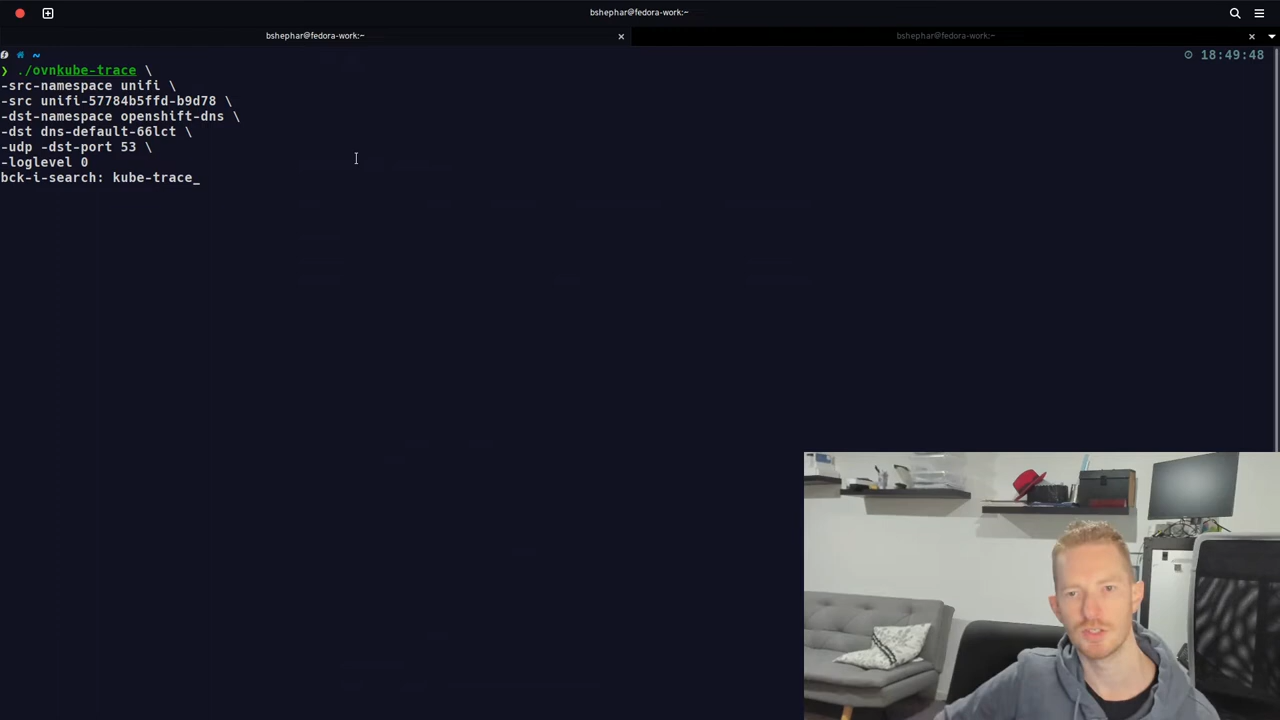 bshephar@fedora-work:~
bshephar@fedora-work:~
bshephar@fedora-work:~
~
18:49:48
❯ ./ovnkube-trace \
-src-namespace unifi \
-src unifi-57784b5ffd-b9d78 \
-dst-namespace openshift-dns \
-dst dns-default-66lct \
-udp -dst-port 53 \
-loglevel 0
bck-i-search: kube-trace_